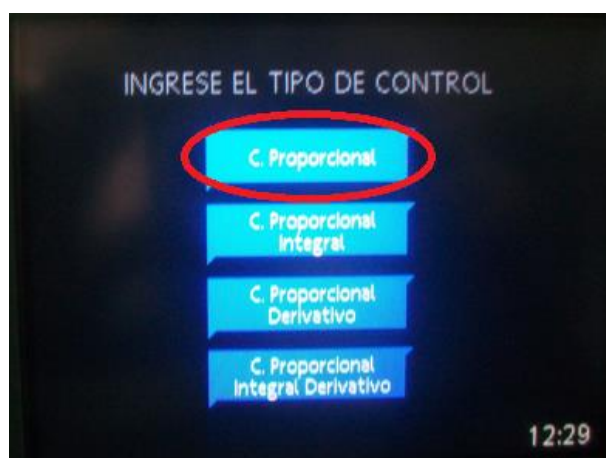 INGRESE EL TIPO DE CONTROL
C. Proporcional
C. Proporcional
Integral
C. Proporcional
Derivativo
C. Proporcional
Integral Derivativo
12:29